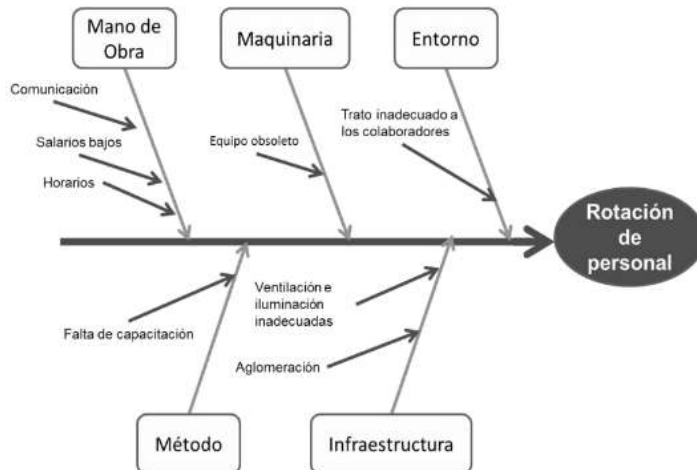 Mano de
Obra
Maquinaria
Entorno
Comunicación
Salarios bajos
Horarios
Equipo obsoleto
Trato inadecuado a
los colaboradores
Rotación
de
personal
Falta de capacitación
Ventilación e
iluminación
inadecuadas
Aglomeración
Método
Infraestructura